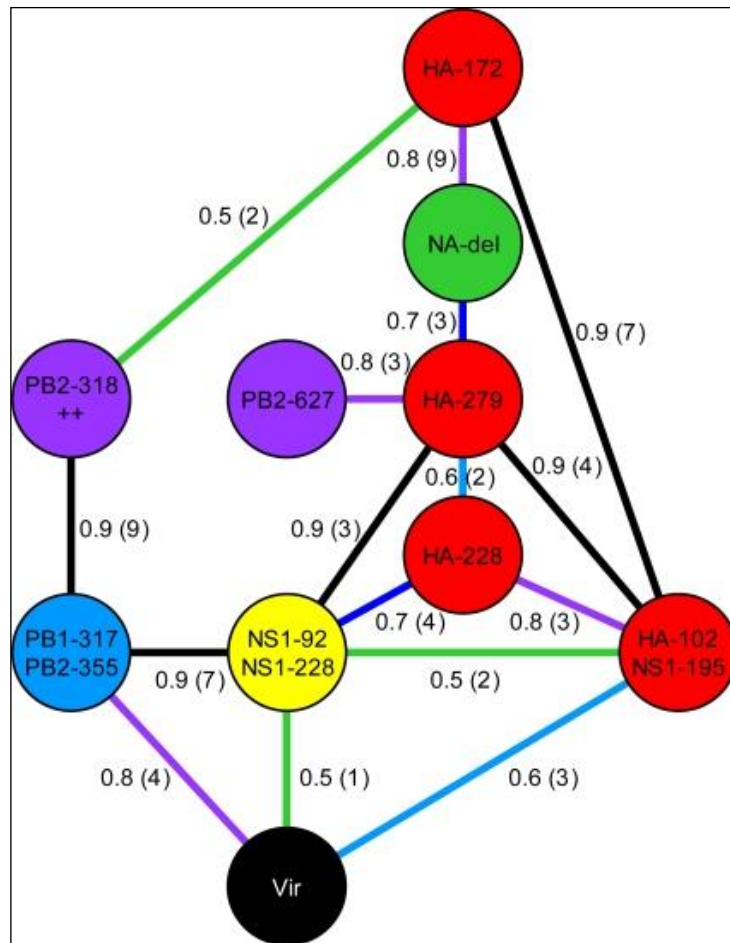 HA-172
0.8 (9)
0.5 (2)
NA-del
0.7 (3)
0.9 (7)
PB2-318
++
PB2-627
0.8 (3)
HA-279
0.6 (2)
0.9 (4)
0.9 (9)
0.9 (3)
HA-228
PB1-317
PB2-355
0.9 (7)
NS1-92
NS1-228
0.7 (4)
0.8 (3)
HA-102
NS1-195
0.5 (2)
0.8 (4)
0.5 (1)
0.6 (3)
Vir